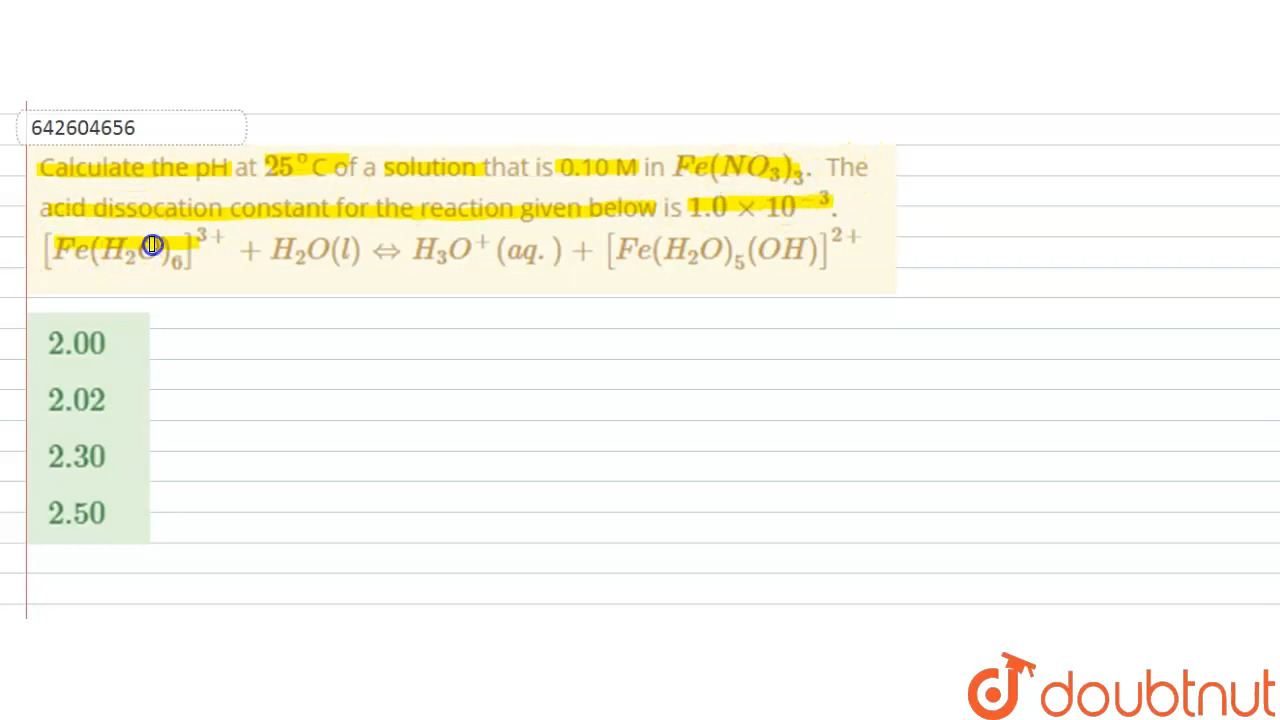 642604656
Calculate the pH at 25°C of a solution that is 0.10 M in Fe(NO₃)₃. The
acid dissocation constant for the reaction given below is 1.0 × 10⁻³.
[Fe(H₂O)₆]³⁺ + H₂O(l) ⇔ H₃O⁺(aq.) + [Fe(H₂O)₅(OH)]²⁺
2.00
2.02
2.30
2.50
doubtnut